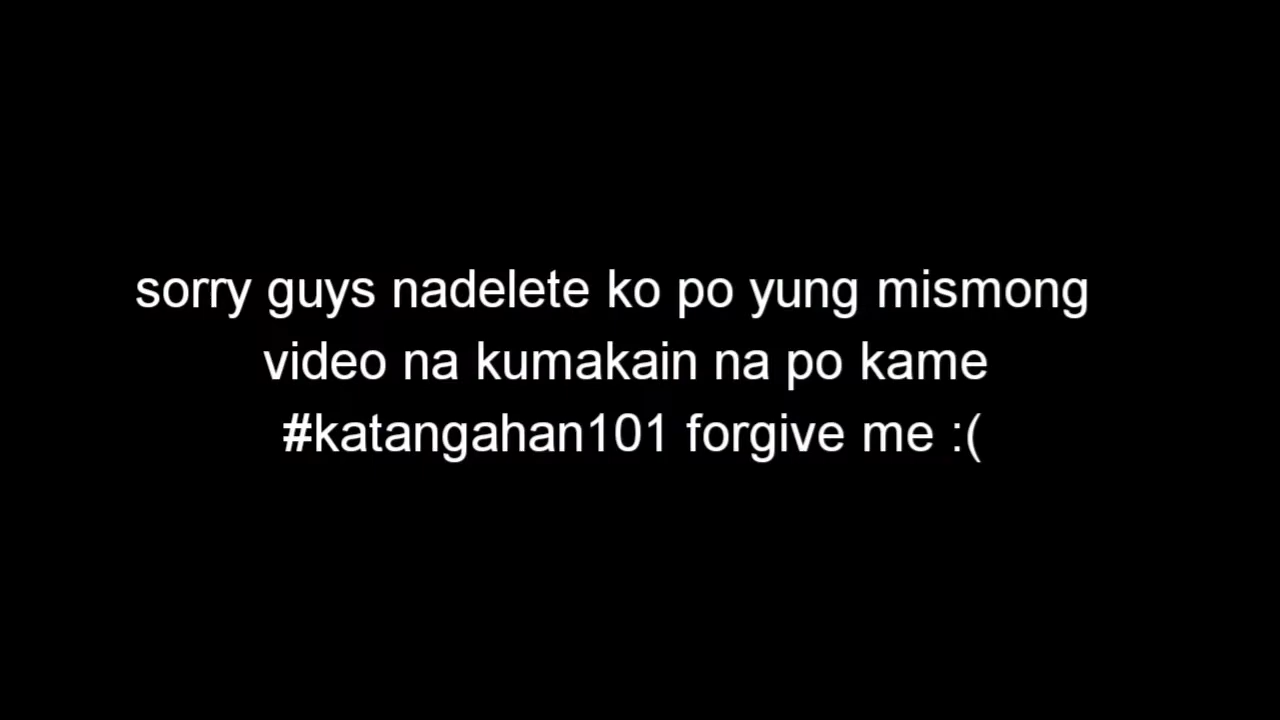 sorry guys nadelete ko po yung mismong
video na kumakain na po kame
#katangahan101 forgive me :(